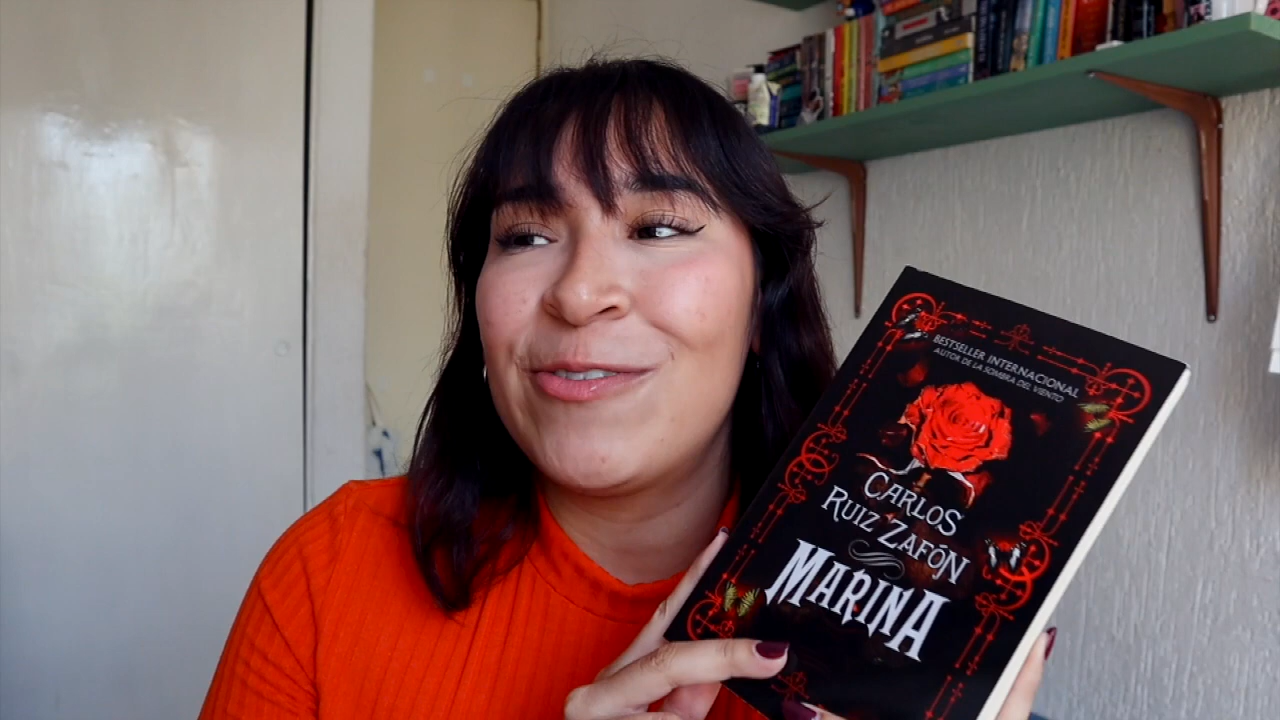 BESTSELLER INTERNACIONAL
AUTOR DE LA SOMBRA DEL VIENTO
CARLOS
RUIZ ZAFÓN
MARINA